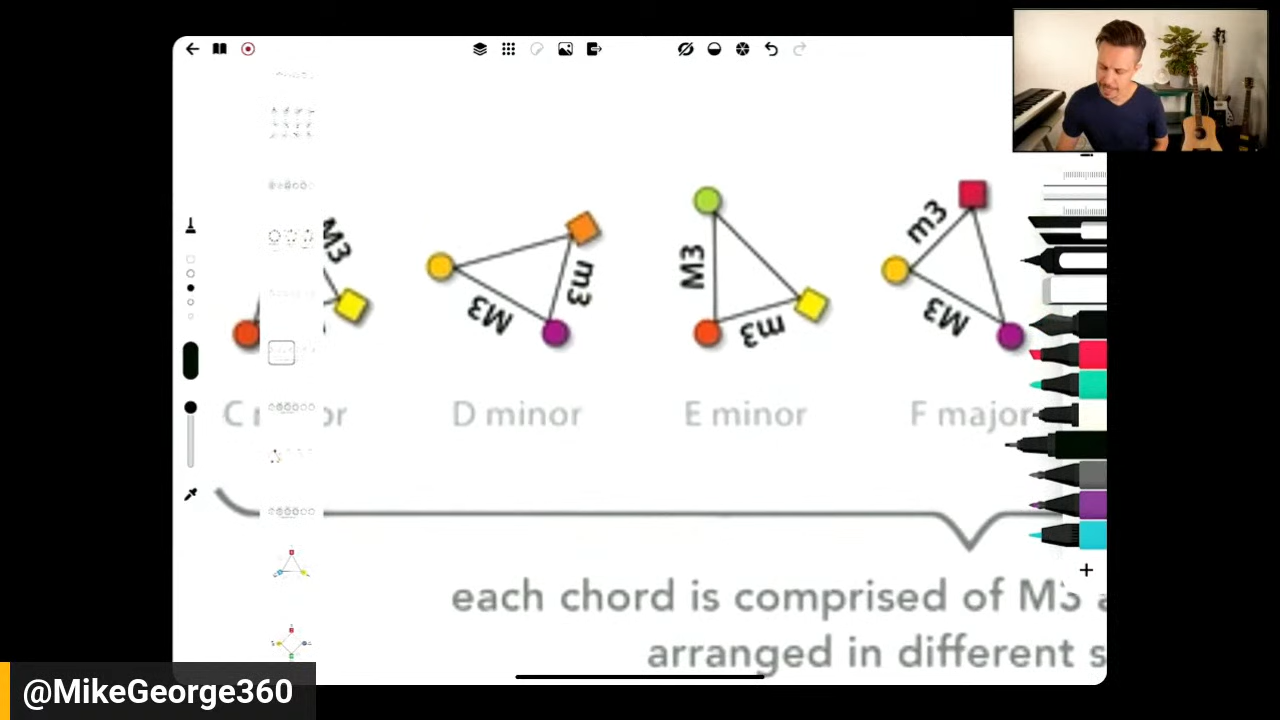 M3
m3
M3
M3
m3
m3
M3
D minor
E minor
F major
each chord is comprised of M3
arranged in different
@MikeGeorge360